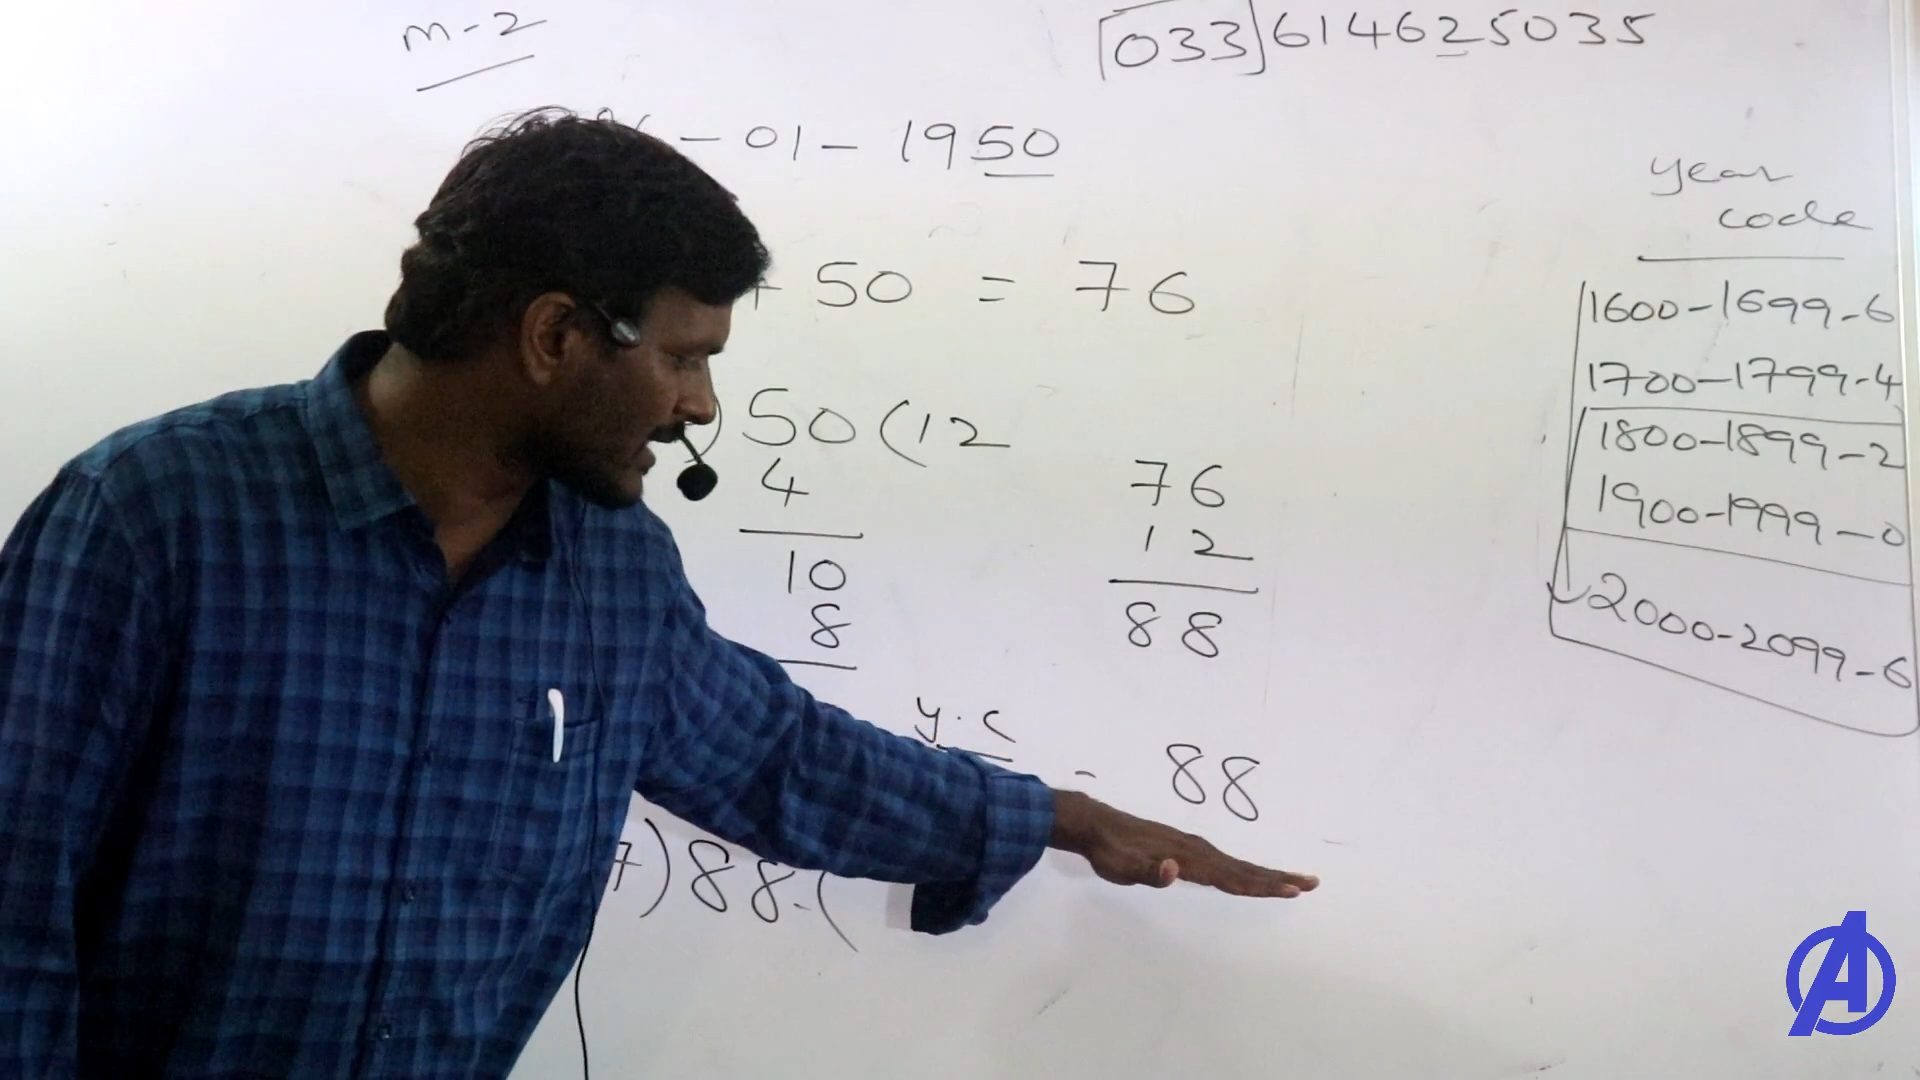 m-2
033 614625035
- 01 - 1950
+ 50 = 76
) 50 ( 12
4
10
8
76
12
88
y.c
- 88
7) 88 (
year
code
1600-1699-6
1700-1799-4
1800-1899-2
1900-1999-0
2000-2099-6
A